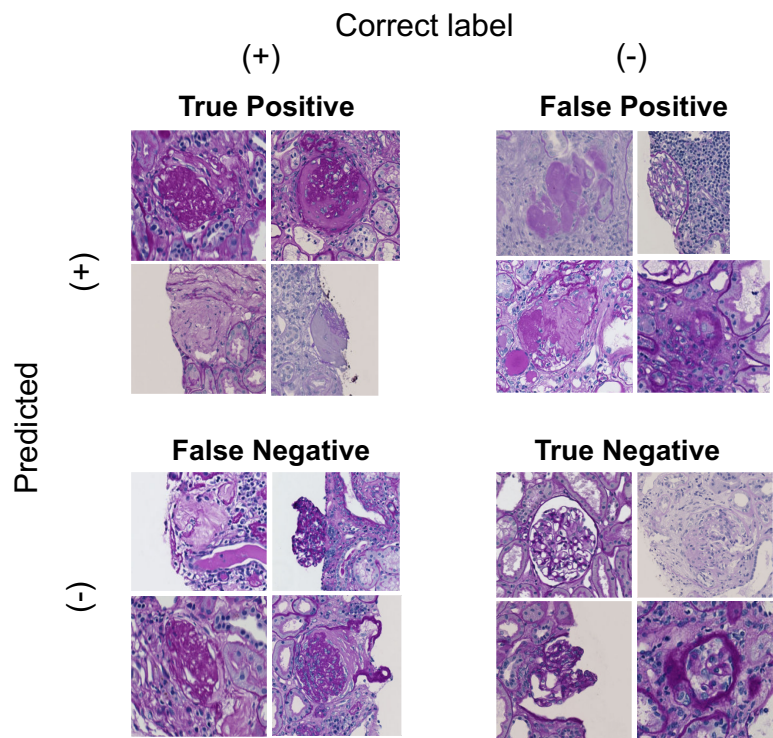 Correct label
(+)
(-)
True Positive
False Positive
Predicted
(+)
False Negative
True Negative
(-)